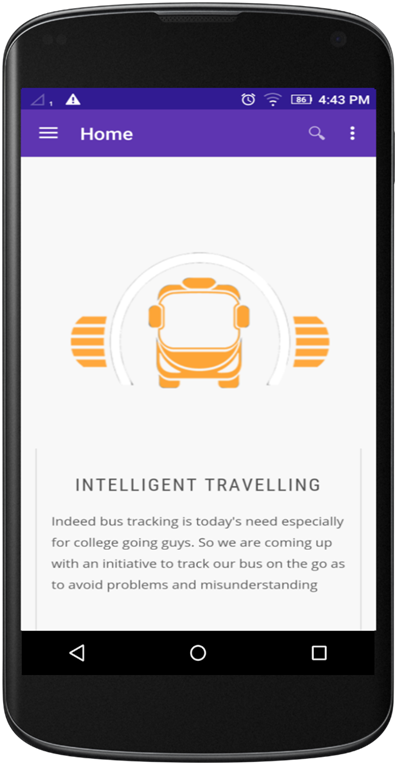 1 86 4:43 PM
Home
INTELLIGENT TRAVELLING
Indeed bus tracking is today's need especially
for college going guys. So we are coming up
with an initiative to track our bus on the go as
to avoid problems and misunderstanding